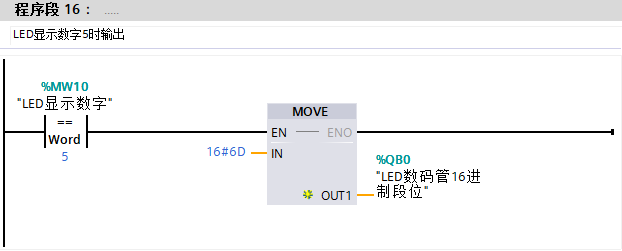 程序段 16： .....
LED显示数字5时输出
%MW10
"LED显示数字"
==
Word
5
MOVE
EN ENO
16#6D IN
OUT1
%QB0
"LED数码管16进
制段位"